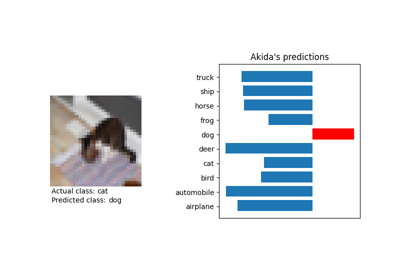 Akida's predictions
truck
ship
horse
frog
dog
deer
cat
bird
automobile
airplane
Actual class: cat
Predicted class: dog